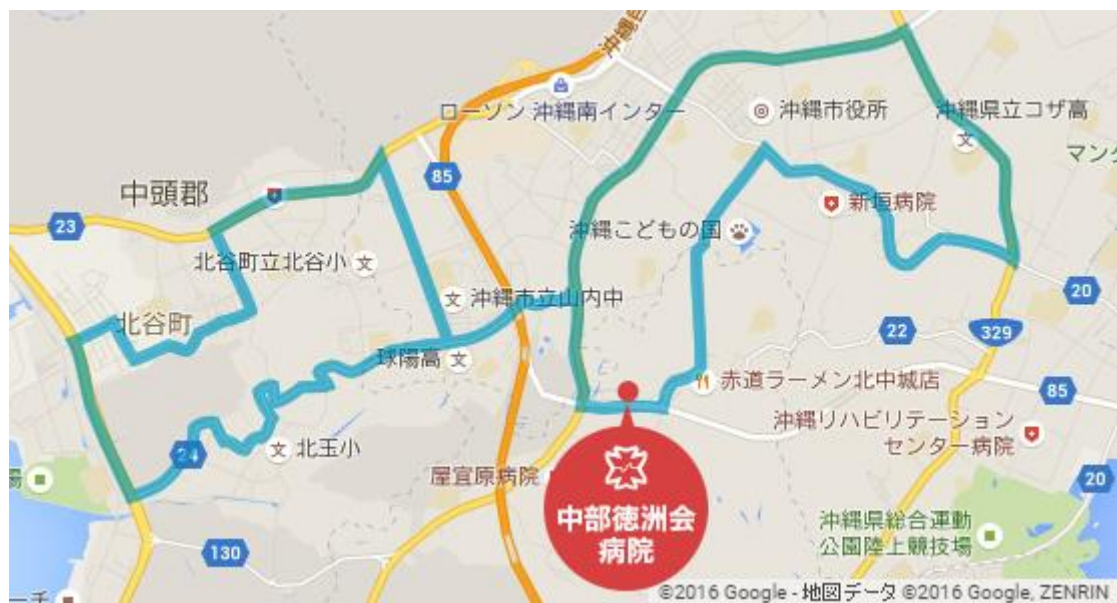 沖縄自
ローソン 沖縄南インター
沖縄市役所
沖縄県立コザ高
マン
85
中頭郡
23
新垣病院
沖縄こどもの国
北谷町立北谷小
沖縄市立山内中
20
北谷町
22
329
球陽高
赤道ラーメン北中城店
85
沖縄リハビリテーション
センター病院
24
北玉小
屋宜原病院
中部徳洲会
病院
20
場
沖縄県総合運動
公園陸上競技場
130
ーチ
©2016 Google - 地図データ ©2016 Google, ZENRIN